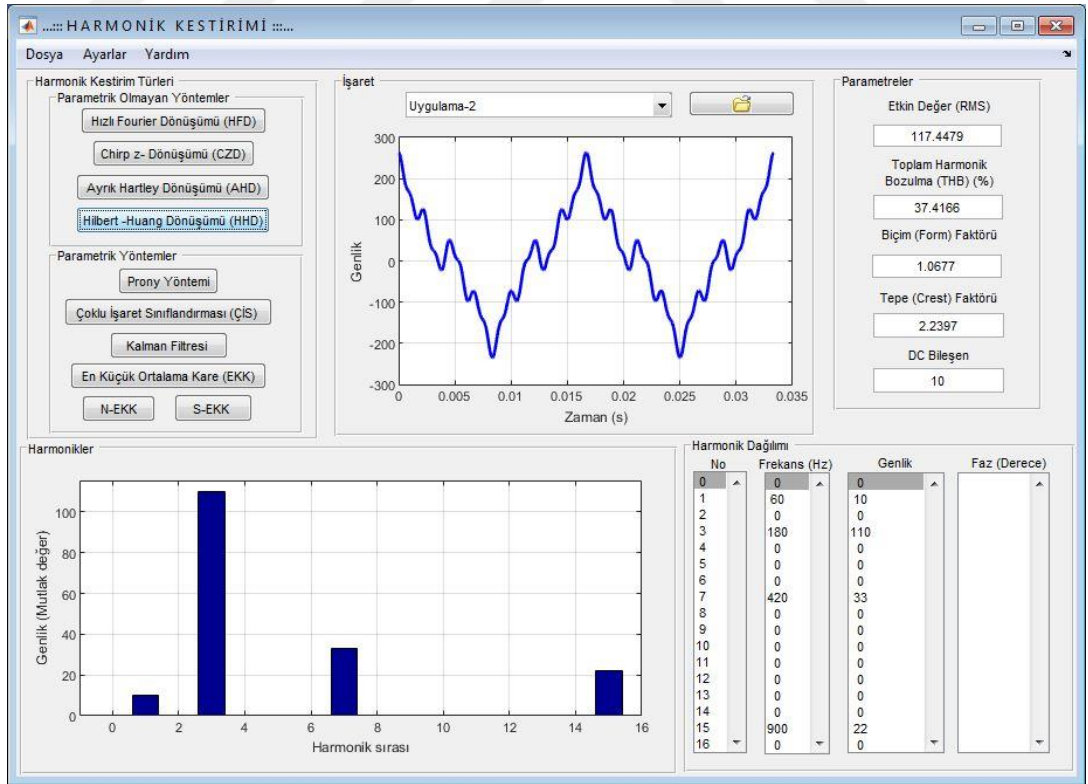 ...::: HARMONİK KESTİRİMİ :::...
Dosya Ayarlar Yardım
Harmonik Kestirim Türleri
Parametrik Olmayan Yöntemler
Hızlı Fourier Dönüşümü (HFD)
Chirp z- Dönüşümü (CZD)
Ayrık Hartley Dönüşümü (AHD)
Hilbert -Huang Dönüşümü (HHD)
Parametrik Yöntemler
Prony Yöntemi
Çoklu İşaret Sınıflandırması (ÇİS)
Kalman Filtresi
En Küçük Ortalama Kare (EKK)
N-EKK S-EKK
İşaret
Uygulama-2
300
200
100
0
-100
-200
-300
Genlik
0 0.005 0.01 0.015 0.02 0.025 0.03 0.035
Zaman (s)
Parametreler
Etkin Değer (RMS)
117.4479
Toplam Harmonik
Bozulma (THB) (%)
37.4166
Biçim (Form) Faktörü
1.0677
Tepe (Crest) Faktörü
2.2397
DC Bileşen
10
Harmonikler
100
80
60
40
20
0
Genlik (Mutlak değer)
0 2 4 6 8 10 12 14 16
Harmonik sırası
Harmonik Dağılımı
No Frekans (Hz) Genlik Faz (Derece)
0 0 0
1 60 10
2 0 0
3 180 110
4 0 0
5 0 0
6 0 0
7 420 33
8 0 0
9 0 0
10 0 0
11 0 0
12 0 0
13 0 0
14 0 0
15 900 22
16 0 0